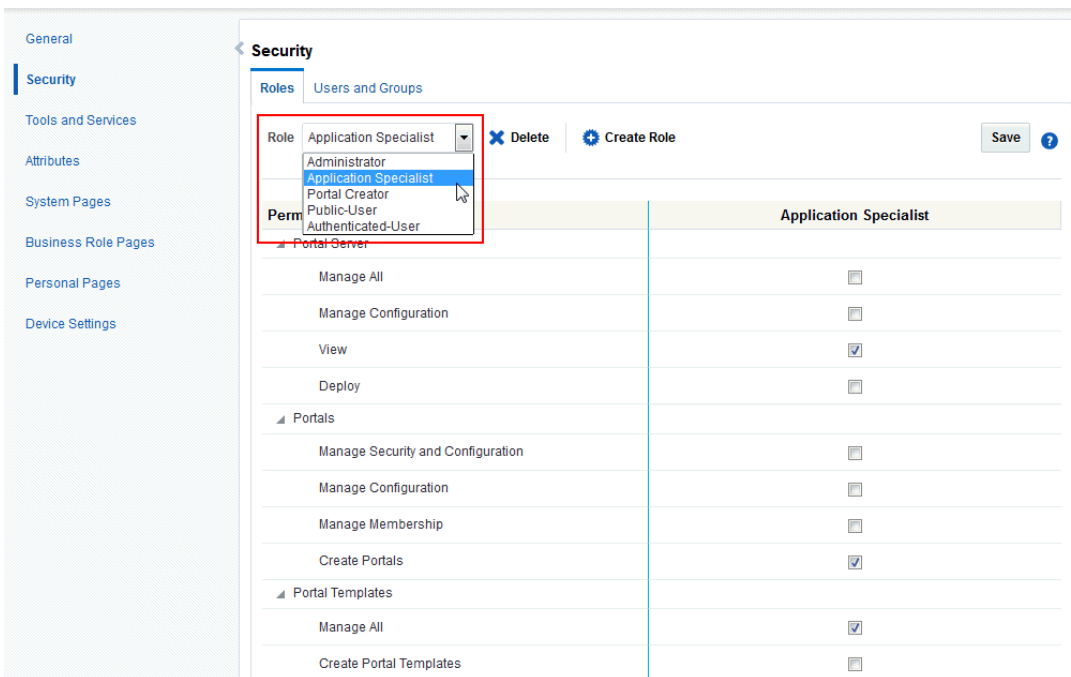 General
Security
Tools and Services
Attributes
System Pages
Business Role Pages
Personal Pages
Device Settings
Security
Roles Users and Groups
Role Application Specialist Delete Create Role Save ?
Administrator
Application Specialist
Portal Creator
Public-User
Authenticated-User
Perm Application Specialist
Portal Server
Manage All
Manage Configuration
View
Deploy
Portals
Manage Security and Configuration
Manage Configuration
Manage Membership
Create Portals
Portal Templates
Manage All
Create Portal Templates